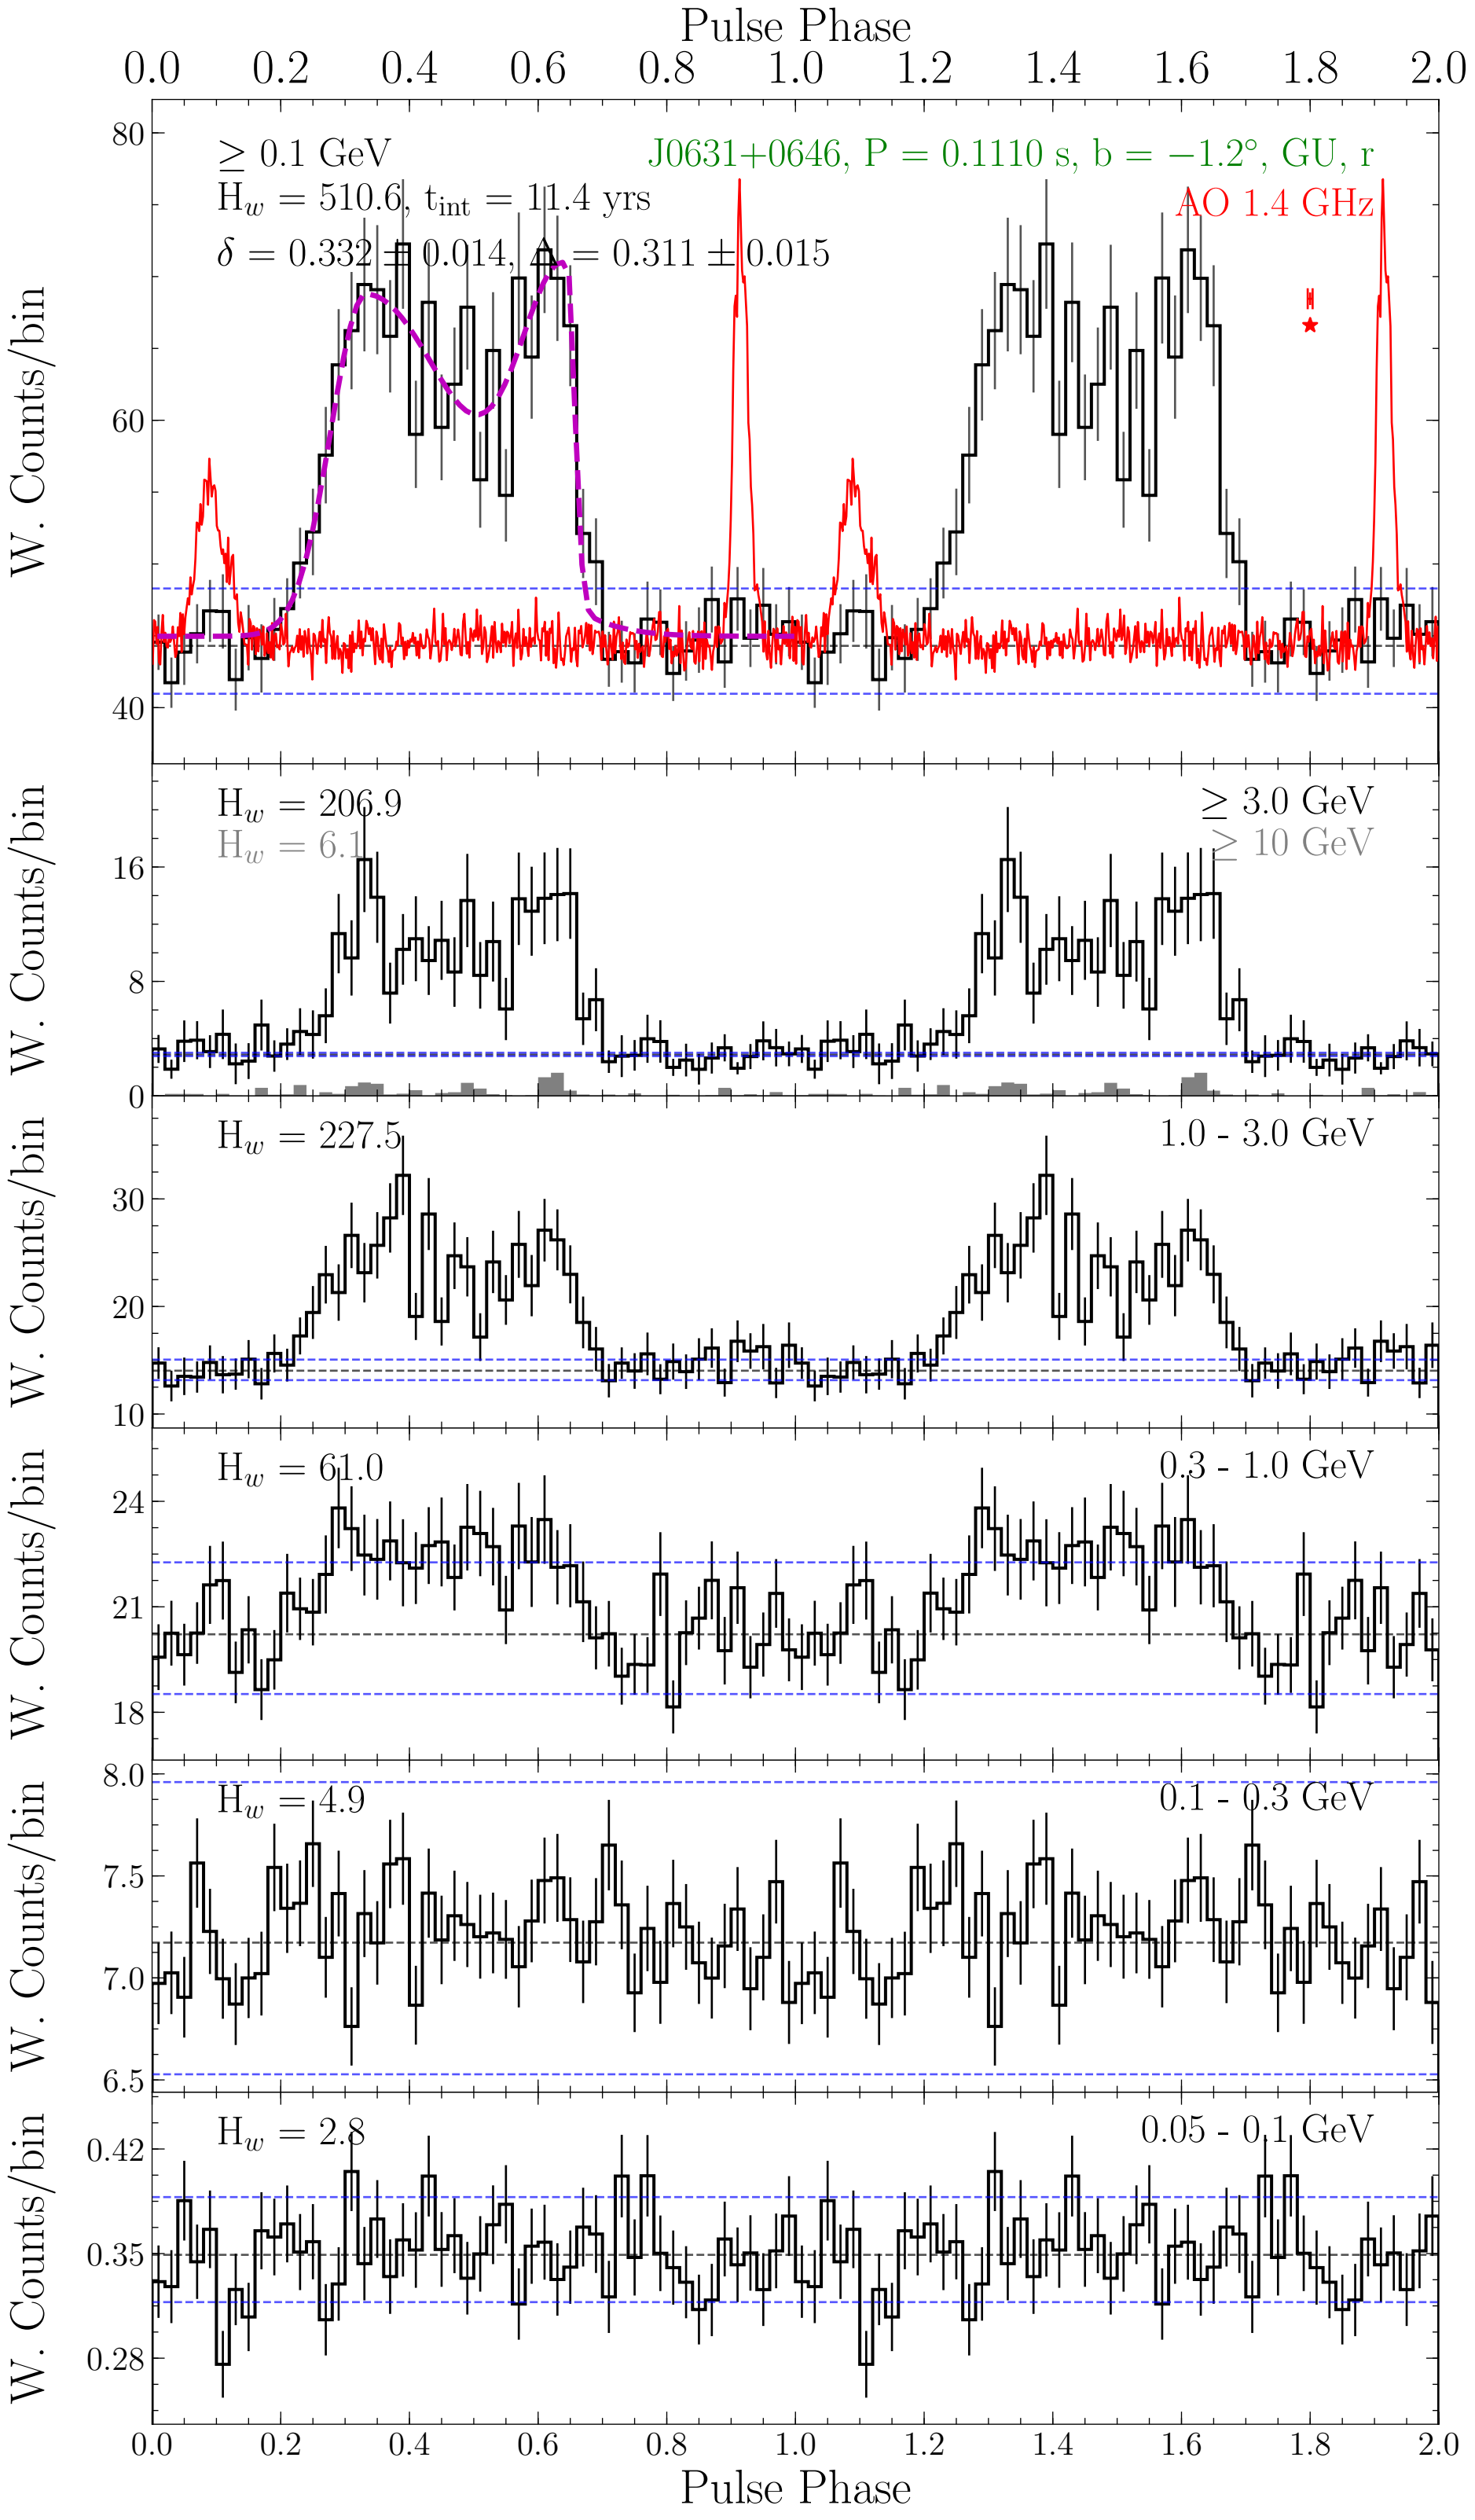 Pulse Phase
0.0 0.2 0.4 0.6 0.8 1.0 1.2 1.4 1.6 1.8 2.0
80
60
40
W. Counts/bin
≥ 0.1 GeV
J0631+0646, P = 0.1110 s, b = −1.2°, GU, r
H_w = 510.6, t_int = 11.4 yrs
AO 1.4 GHz
δ = 0.332 ± 0.014, Δ = 0.311 ± 0.015
16
8
0
W. Counts/bin
H_w = 206.9
≥ 3.0 GeV
H_w = 6.1
≥ 10 GeV
30
20
10
W. Counts/bin
H_w = 227.5
1.0 - 3.0 GeV
24
21
18
W. Counts/bin
H_w = 61.0
0.3 - 1.0 GeV
8.0
7.5
7.0
6.5
W. Counts/bin
H_w = 4.9
0.1 - 0.3 GeV
0.42
0.35
0.28
W. Counts/bin
H_w = 2.8
0.05 - 0.1 GeV
0.0 0.2 0.4 0.6 0.8 1.0 1.2 1.4 1.6 1.8 2.0
Pulse Phase